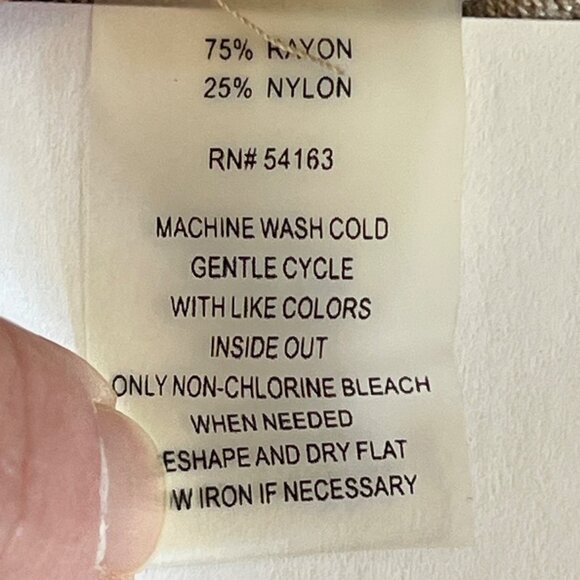 75% RAYON
25% NYLON
RN# 54163
MACHINE WASH COLD
GENTLE CYCLE
WITH LIKE COLORS
INSIDE OUT
ONLY NON-CHLORINE BLEACH
WHEN NEEDED
ESHAPE AND DRY FLAT
W IRON IF NECESSARY